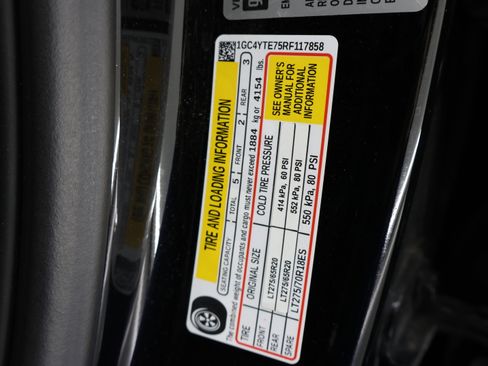 1GC4YTE75RF117858
TIRE AND LOADING INFORMATION
SEATING CAPACITY TOTAL 5 FRONT 2 REAR 3
The combined weight of occupants and cargo must never exceed 1884 kg or 4154 lbs.
TIRE ORIGINAL SIZE COLD TIRE PRESSURE
FRONT LT275/65R20 414 kPa, 60 PSI
REAR LT275/65R20 552 kPa, 80 PSI
SPARE LT275/70R18ES 550 kPa, 80 PSI
SEE OWNER'S
MANUAL FOR
ADDITIONAL
INFORMATION